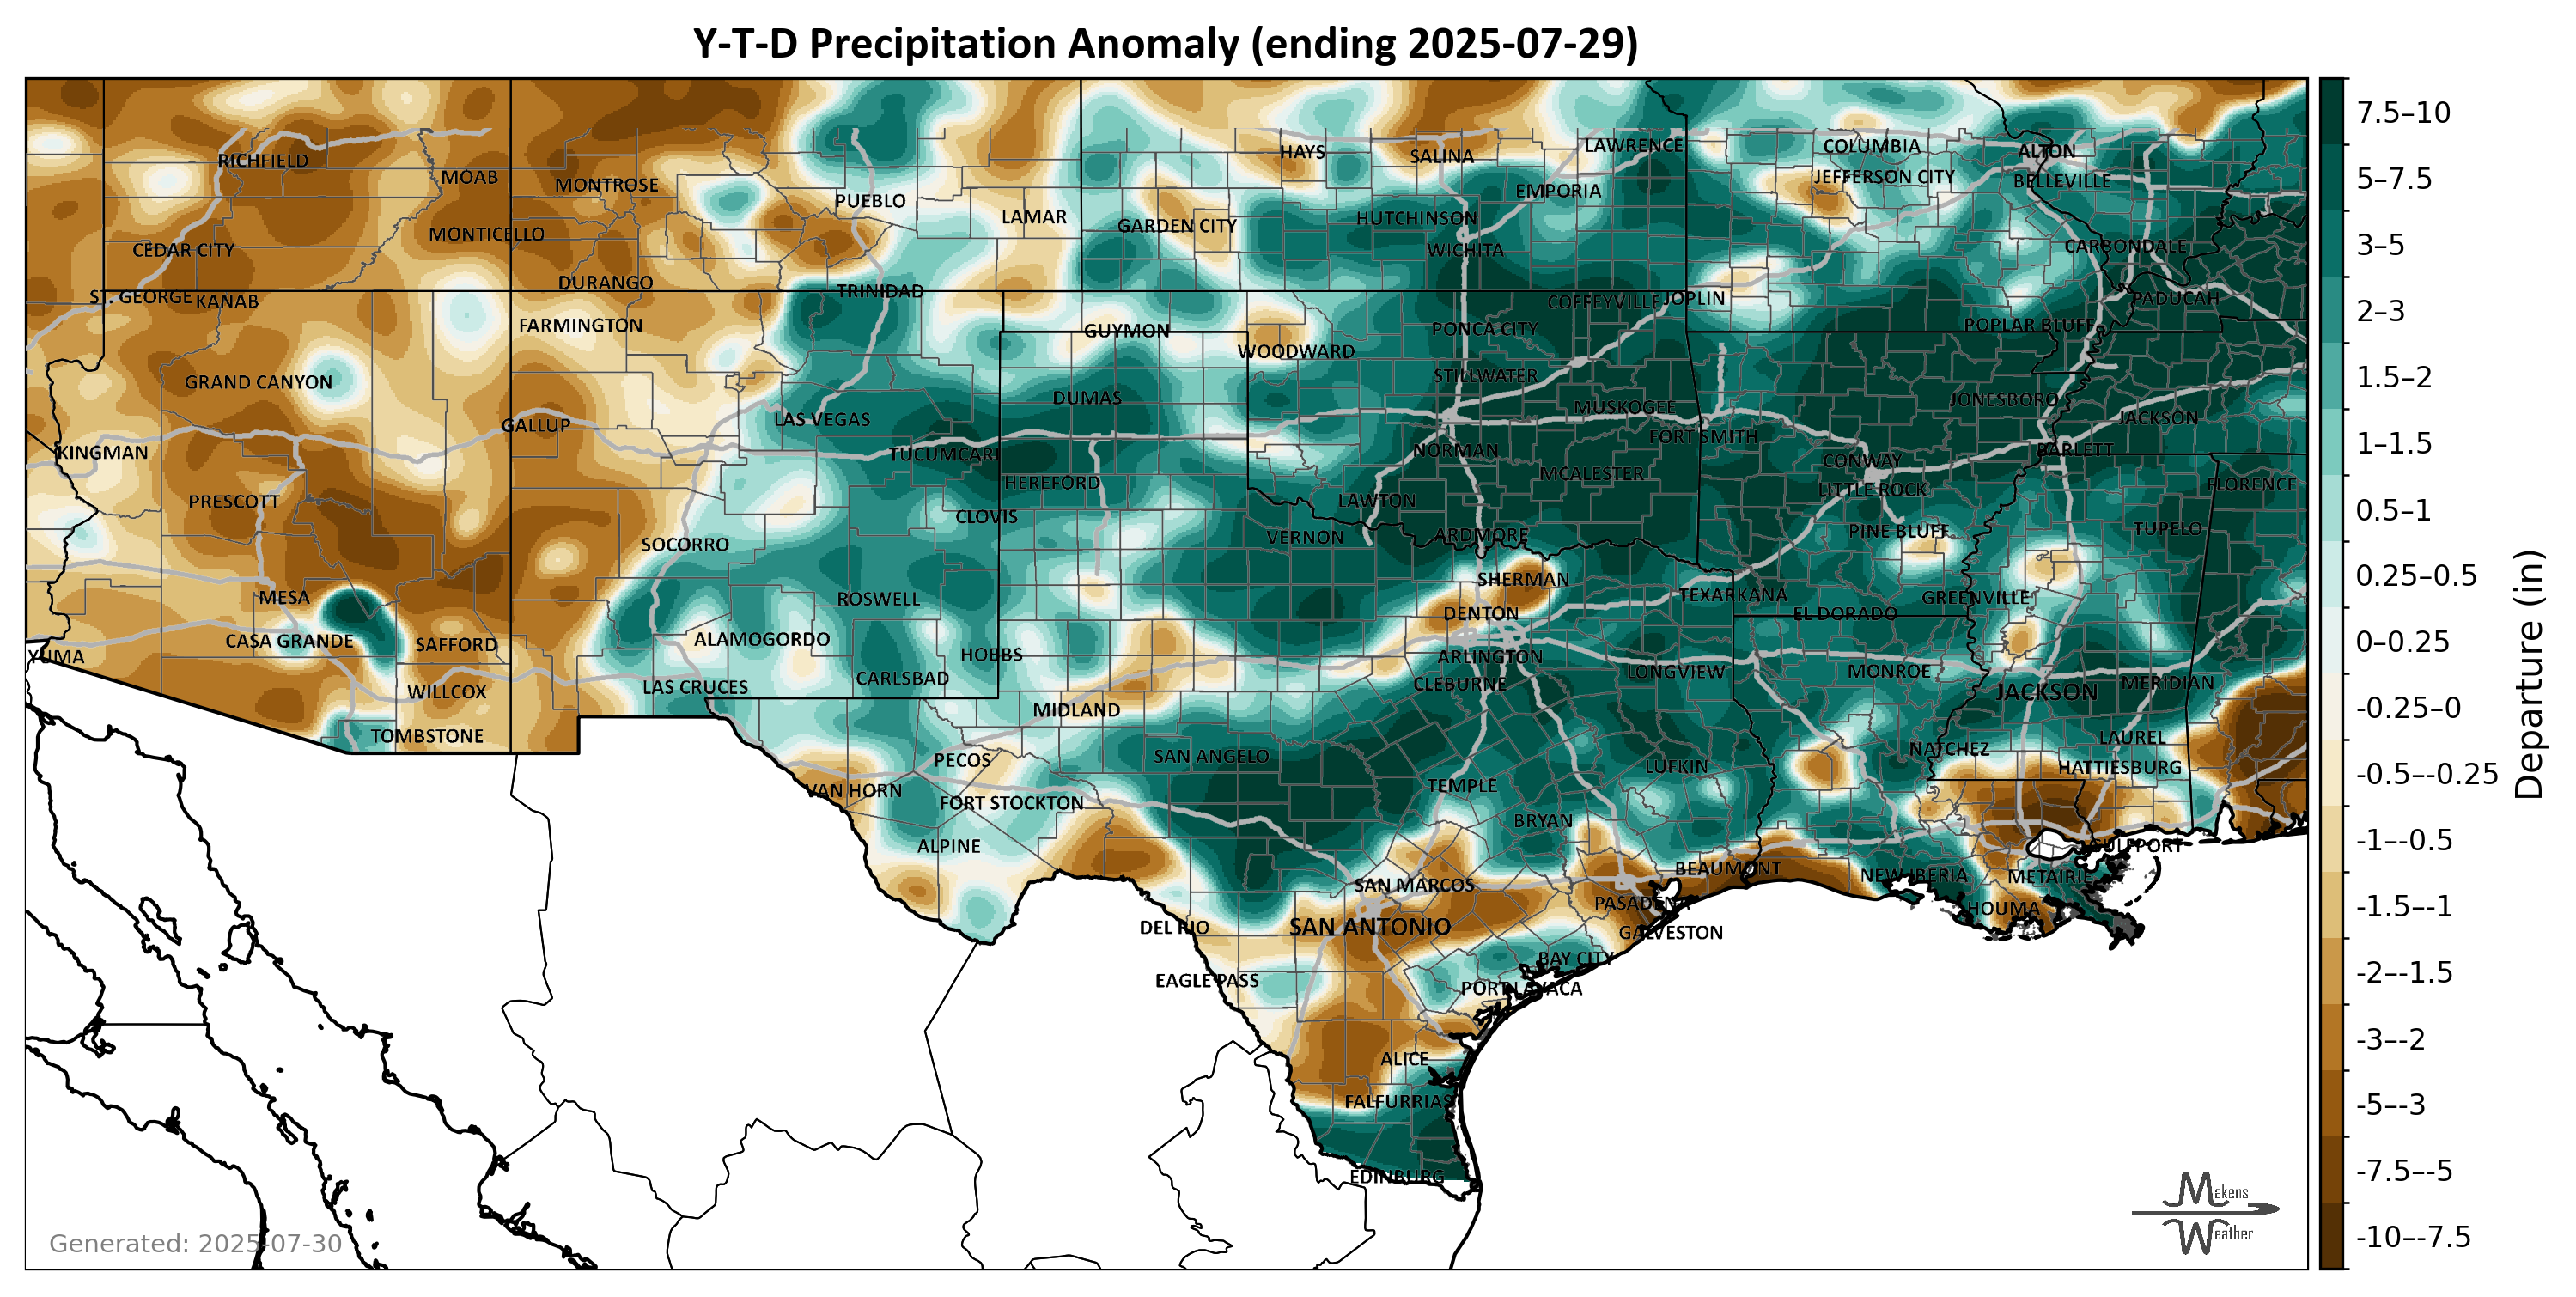 Y-T-D Precipitation Anomaly (ending 2025-07-29)
RICHFIELD
MOAB
MONTROSE
PUEBLO
LAMAR
HAYS
SALINA
LAWRENCE
COLUMBIA
ALTON
EMPORIA
JEFFERSON CITY
BELLEVILLE
MONTICELLO
GARDEN CITY
HUTCHINSON
CEDAR CITY
WICHITA
CARBONDALE
DURANGO
TRINIDAD
ST. GEORGE
KANAB
COFFEYVILLE
JOPLIN
PADUCAH
FARMINGTON
GUYMON
PONCA CITY
POPLAR BLUFF
WOODWARD
GRAND CANYON
STILLWATER
DUMAS
MUSKOGEE
JONESBORO
GALLUP
LAS VEGAS
FORT SMITH
JACKSON
KINGMAN
TUCUMCARI
NORMAN
BARLETT
CONWAY
HEREFORD
MCALESTER
FLORENCE
PRESCOTT
LAWTON
LITTLE ROCK
CLOVIS
VERNON
ARDMORE
PINE BLUFF
TUPELO
SOCORRO
SHERMAN
MESA
ROSWELL
DENTON
TEXARKANA
GREENVILLE
EL DORADO
CASA GRANDE
SAFFORD
ALAMOGORDO
YUMA
HOBBS
ARLINGTON
LONGVIEW
MONROE
WILLCOX
LAS CRUCES
CARLSBAD
CLEBURNE
JACKSON
MERIDIAN
MIDLAND
TOMBSTONE
PECOS
SAN ANGELO
NATCHEZ
LAUREL
LUFKIN
HATTIESBURG
VAN HORN
FORT STOCKTON
TEMPLE
BRYAN
ALPINE
GULFPORT
BEAUMONT
NEW IBERIA
METAIRIE
SAN MARCOS
PASADENA
HOUMA
DEL RIO
SAN ANTONIO
GALVESTON
BAY CITY
EAGLE PASS
PORT LAVACA
ALICE
FALFURRIAS
EDINBURG
Generated: 2025-07-30
Makens
Weather
7.5–10
5–7.5
3–5
2–3
1.5–2
1–1.5
0.5–1
0.25–0.5
0–0.25
-0.25–0
-0.5–-0.25
-1–-0.5
-1.5–-1
-2–-1.5
-3–-2
-5–-3
-7.5–-5
-10–-7.5
Departure (in)